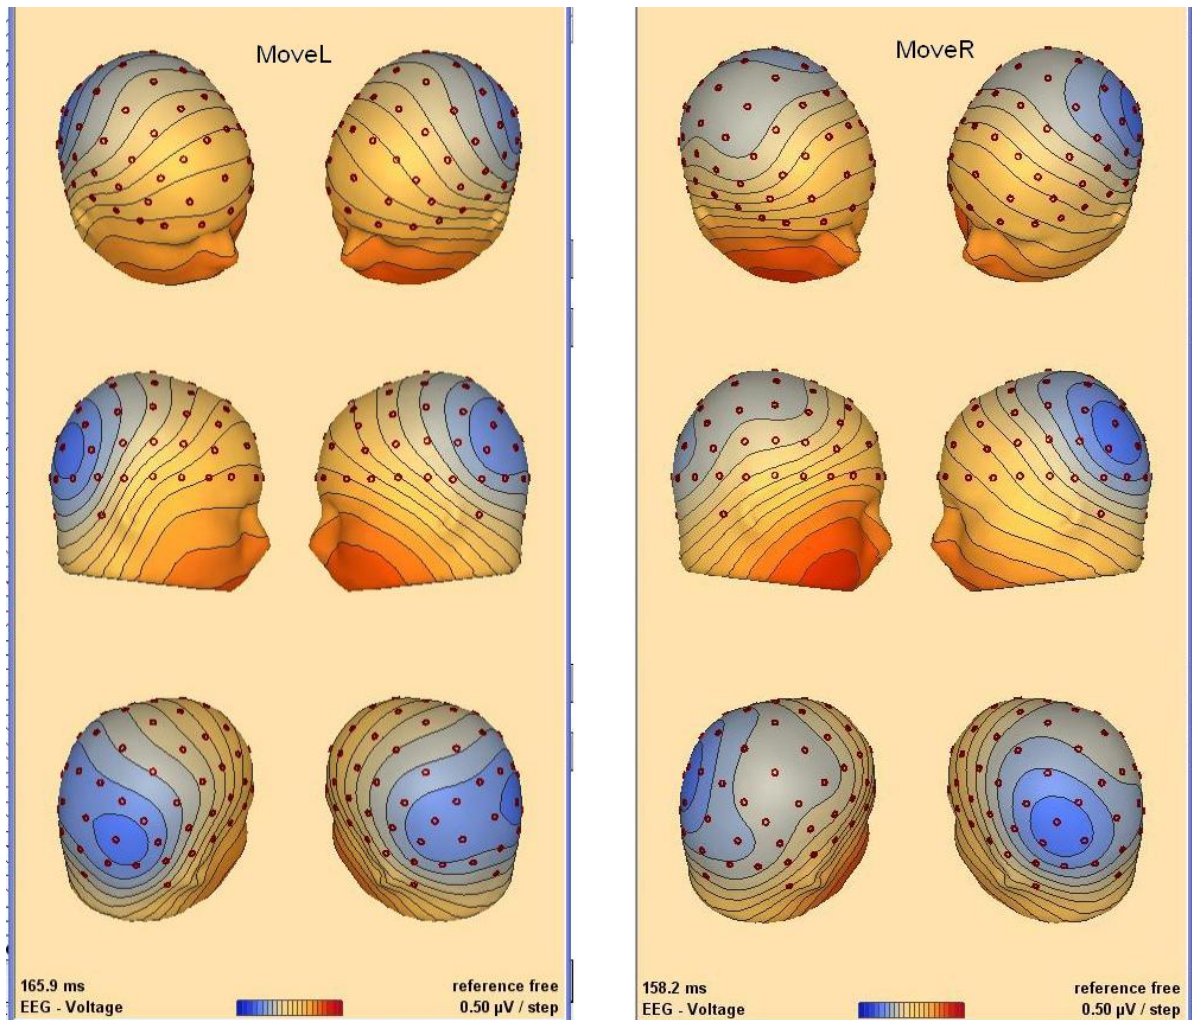 MoveL
165.9 ms
reference free
EEG - Voltage
0.50 µV / step
MoveR
158.2 ms
reference free
EEG - Voltage
0.50 µV / step